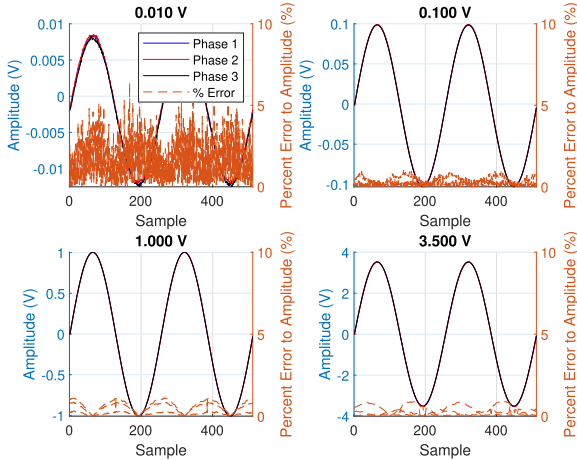 0.010 V
0.01
0.005
0
-0.005
-0.01
Amplitude (V)
10
5
0
Percent Error to Amplitude (%)
Phase 1
Phase 2
Phase 3
% Error
0
200
400
Sample
0.100 V
0.1
0.05
0
-0.05
-0.1
Amplitude (V)
10
5
0
Percent Error to Amplitude (%)
0
200
400
Sample
1.000 V
1
0.5
0
-0.5
-1
Amplitude (V)
10
5
0
Percent Error to Amplitude (%)
0
200
400
Sample
3.500 V
4
2
0
-2
-4
Amplitude (V)
10
5
0
Percent Error to Amplitude (%)
0
200
400
Sample